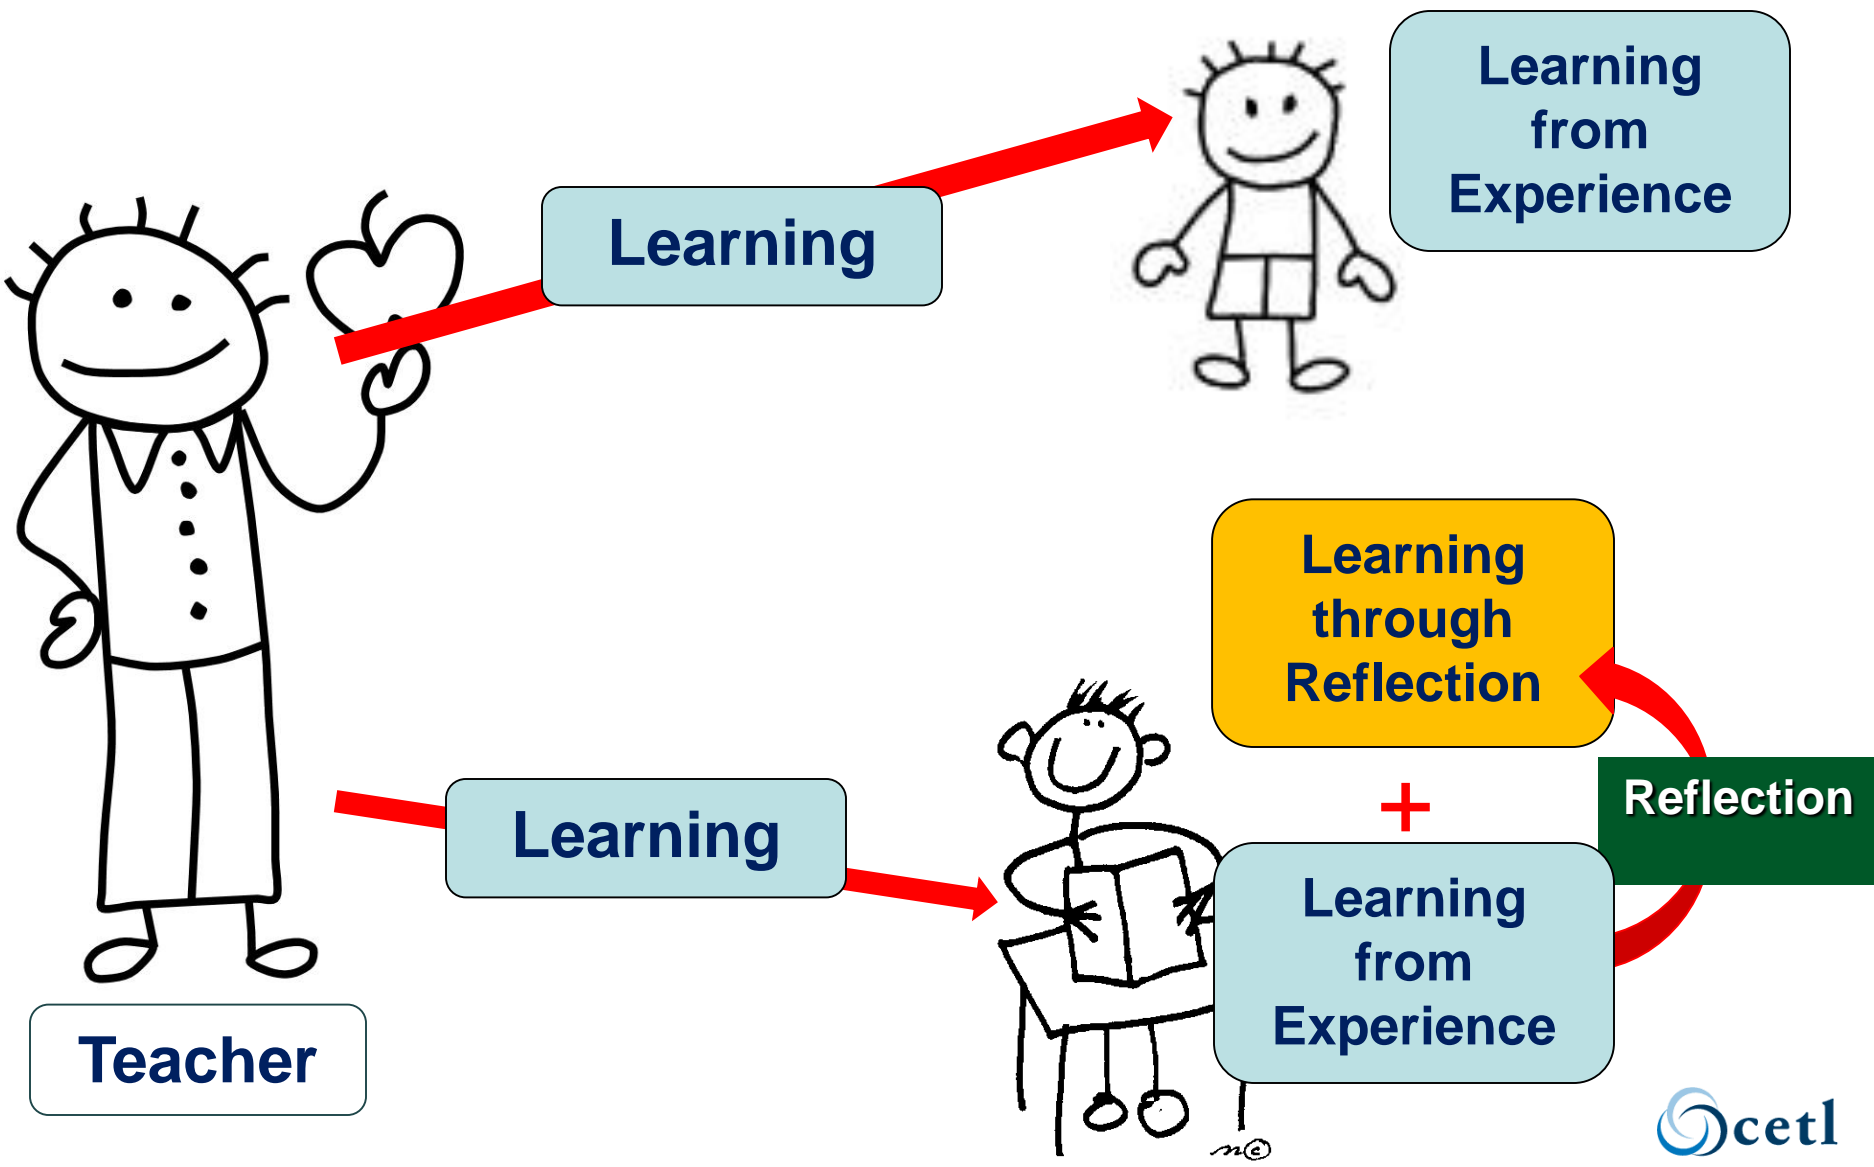 Learning
from
Experience
Learning
Learning
through
Reflection
+
Reflection
Learning
Learning
from
Experience
Teacher
cetl